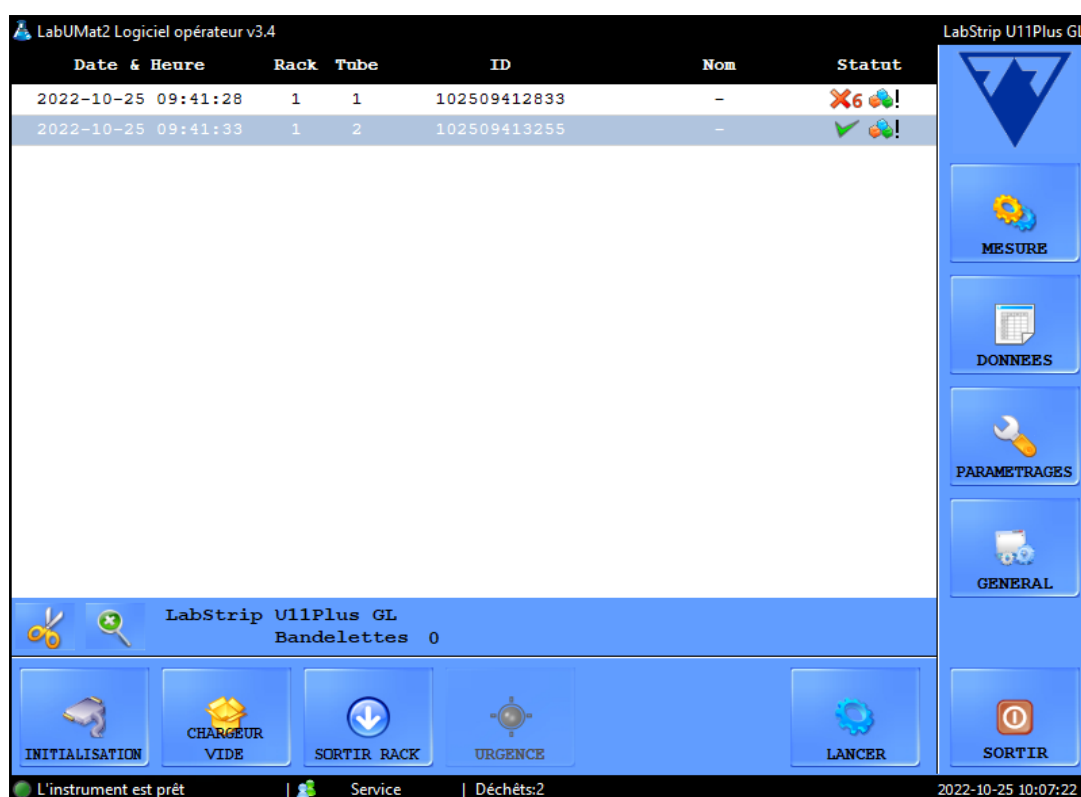 LabUMat2 Logiciel opérateur v3.4 LabStrip U11Plus GL
Date & Heure Rack Tube ID Nom Statut
2022-10-25 09:41:28 1 1 102509412833 - 6 !
2022-10-25 09:41:33 1 2 102509413255 - !
MESURE
DONNEES
PARAMETRAGES
GENERAL
LabStrip U11Plus GL
Bandelettes 0
INITIALISATION
CHARGEUR
VIDE
SORTIR RACK
URGENCE
LANCER
SORTIR
L'instrument est prêt | Service | Déchêts:2 2022-10-25 10:07:22